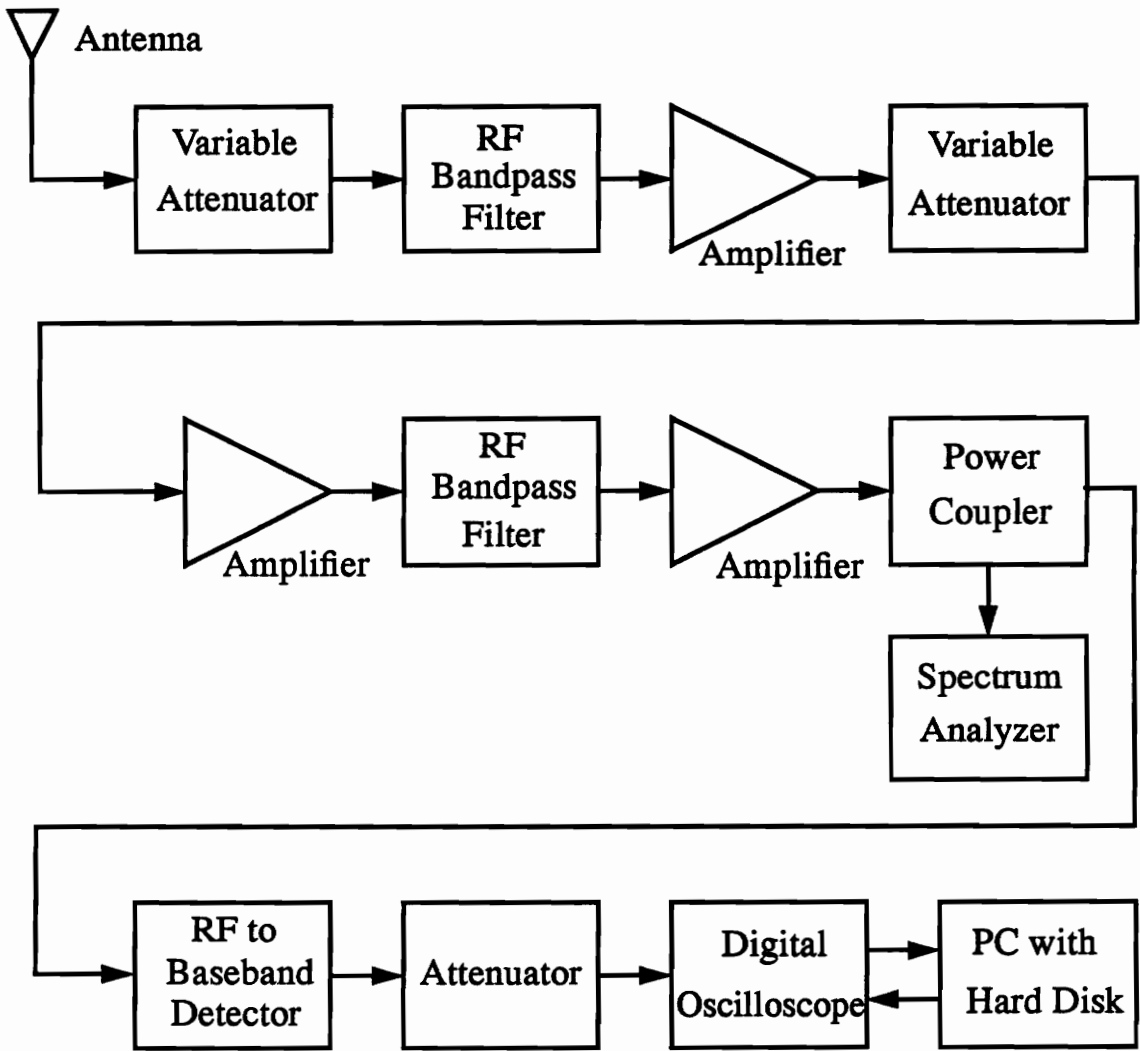 Antenna
Variable
Attenuator
RF
Bandpass
Filter
Amplifier
Variable
Attenuator
Amplifier
RF
Bandpass
Filter
Amplifier
Power
Coupler
Spectrum
Analyzer
RF to
Baseband
Detector
Attenuator
Digital
Oscilloscope
PC with
Hard Disk